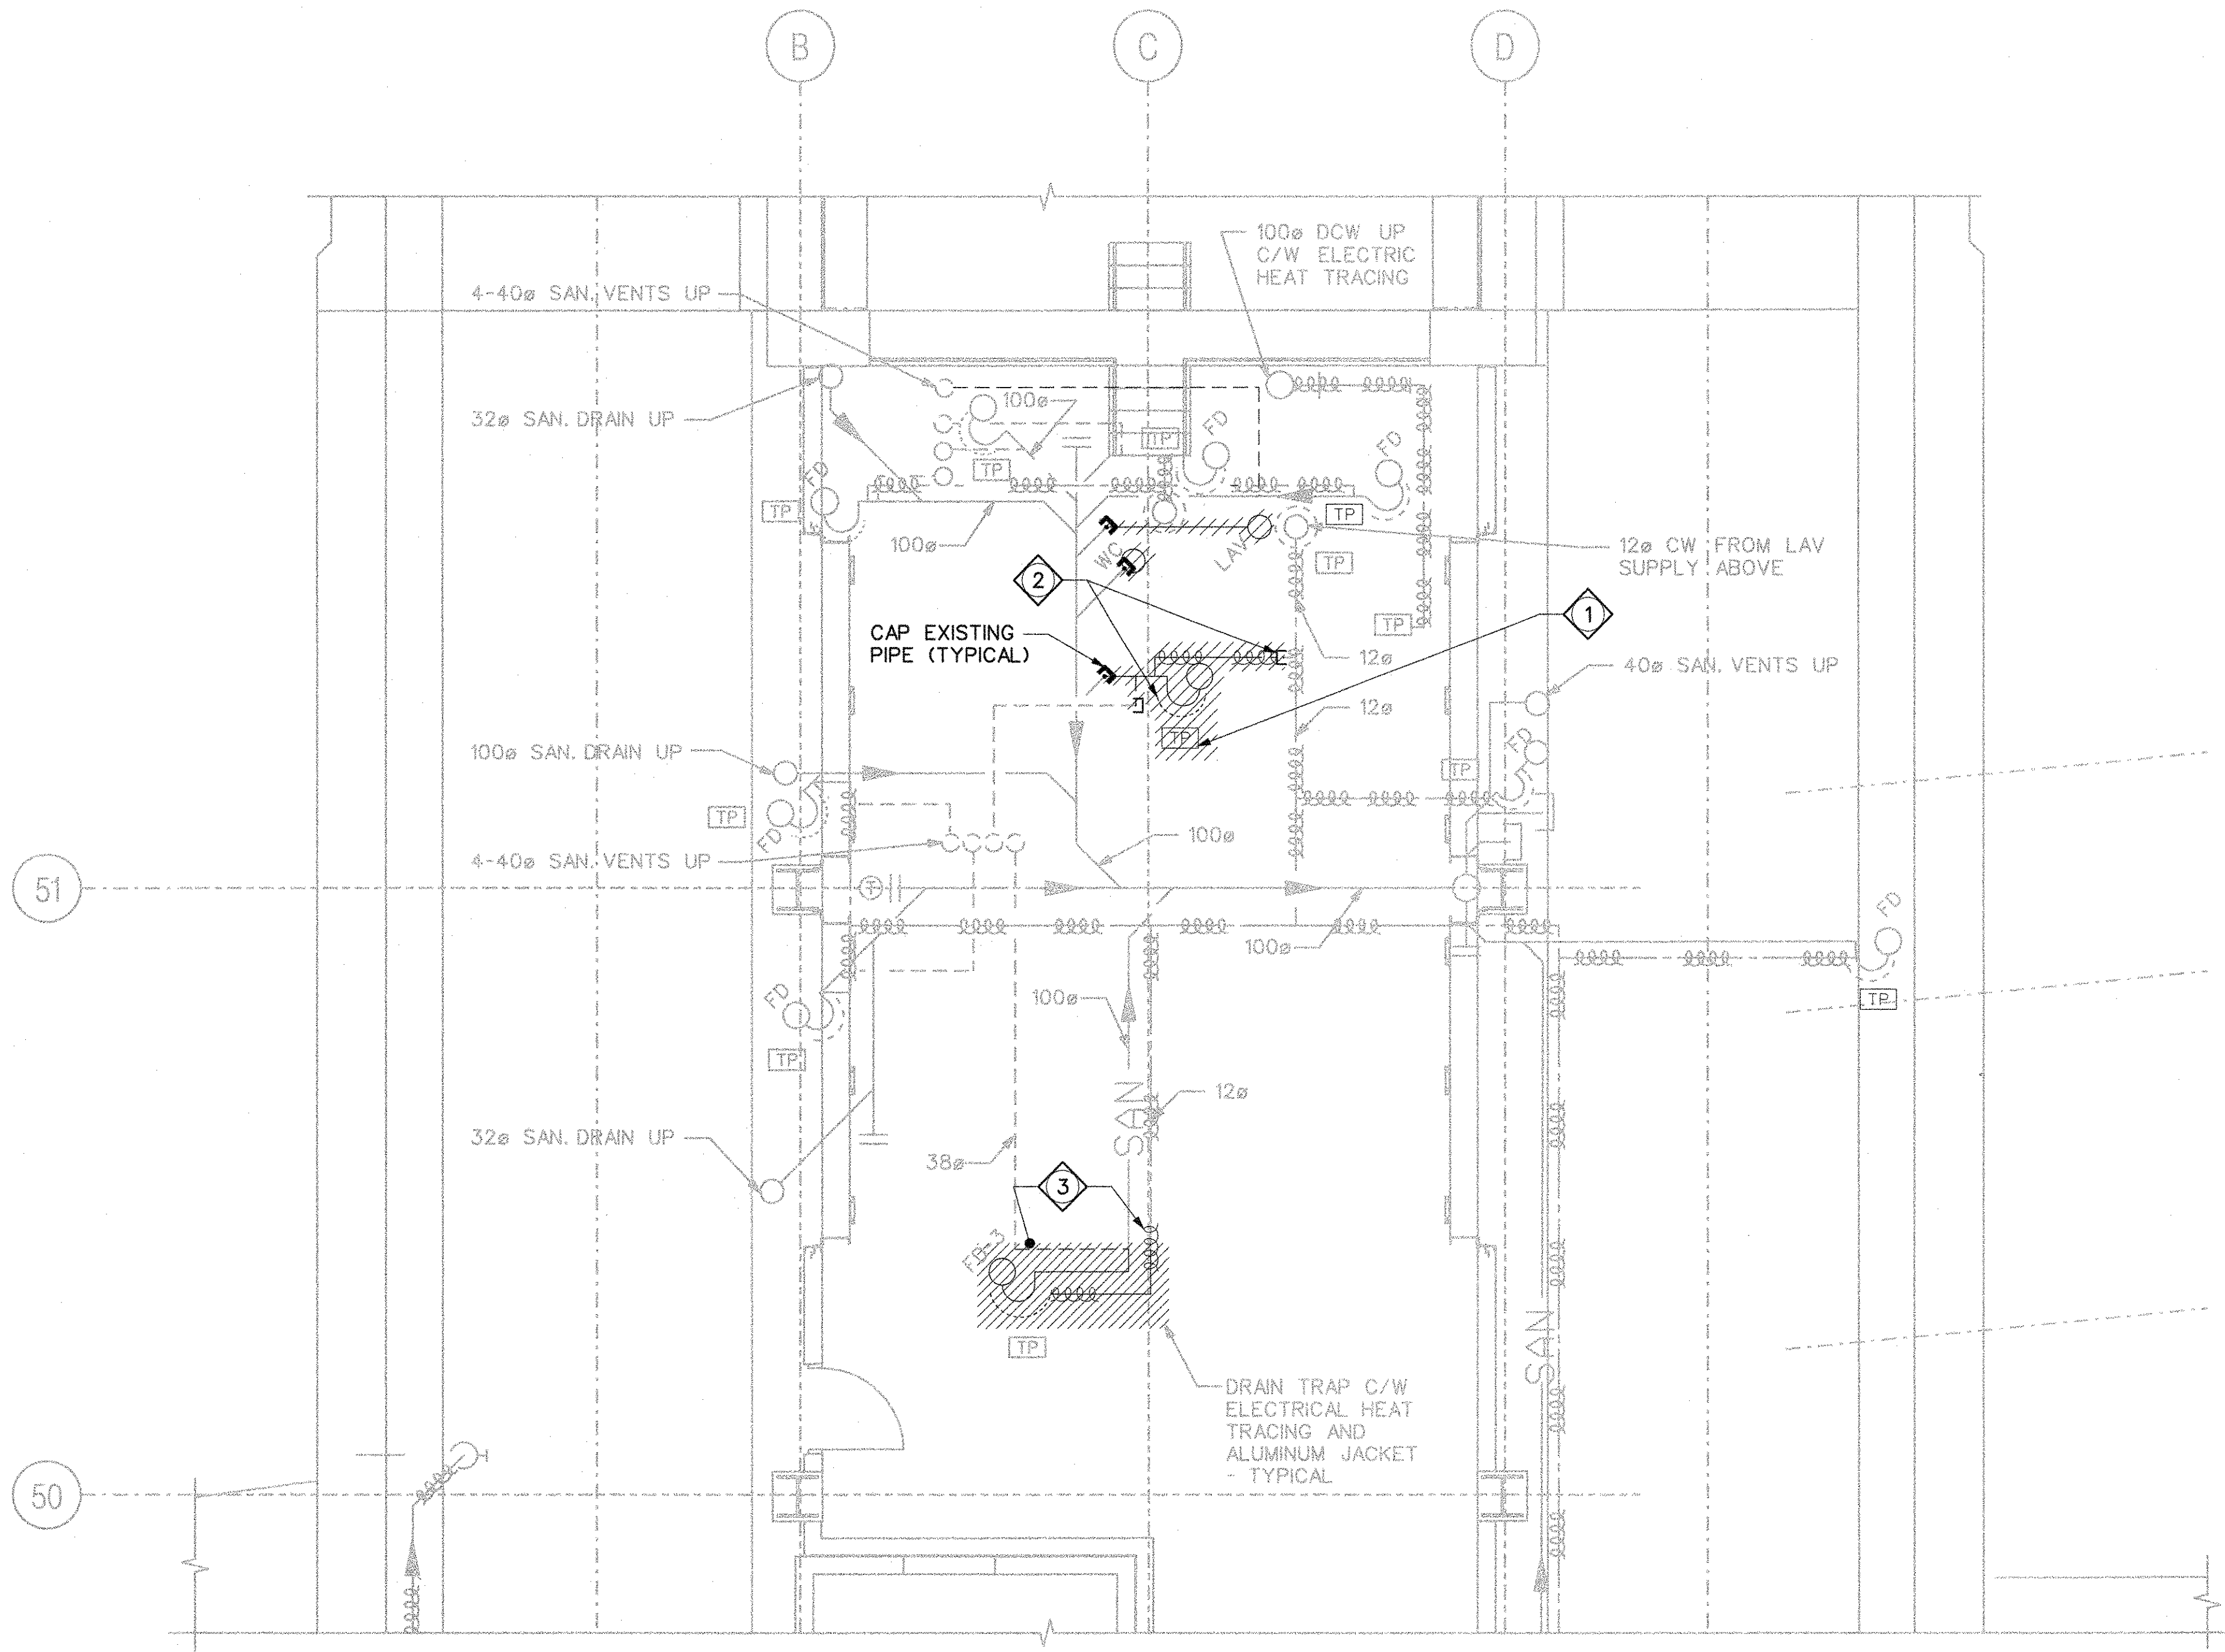 B
C
D
100ø DCW UP
C/W ELECTRIC
HEAT TRACING
4-40ø SAN. VENTS UP
32ø SAN. DRAIN UP
100ø
TP
FD
FD
FD
TP
TP
TP
100ø
WC
LAV
TP
12ø CW FROM LAV
SUPPLY ABOVE
2
1
TP
CAP EXISTING
PIPE (TYPICAL)
12ø
40ø SAN. VENTS UP
12ø
TP
100ø SAN. DRAIN UP
FD
TP
TP
FD
100ø
4-40ø SAN. VENTS UP
51
T
FD
100ø
FD
100ø
TP
TP
12ø
SAN
32ø SAN. DRAIN UP
38ø
3
FD-3
TP
SAN
DRAIN TRAP C/W
ELECTRICAL HEAT
TRACING AND
ALUMINUM JACKET
- TYPICAL
50